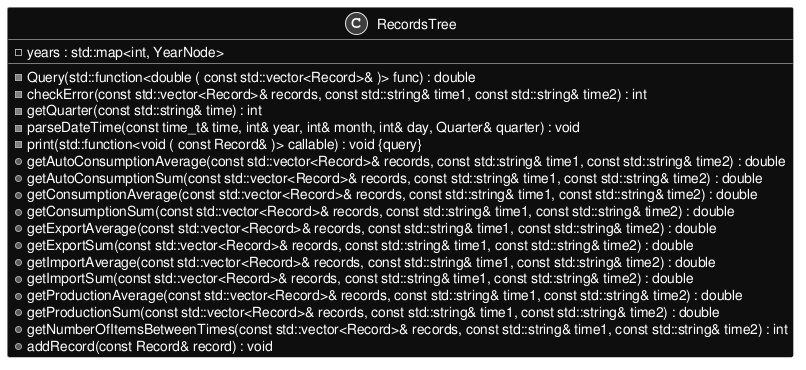 C RecordsTree
years : std::map<int, YearNode>
Query(std::function<double ( const std::vector<Record>& )> func) : double
checkError(const std::vector<Record>& records, const std::string& time1, const std::string& time2) : int
getQuarter(const std::string& time) : int
parseDateTime(const time_t& time, int& year, int& month, int& day, Quarter& quarter) : void
print(std::function<void ( const Record& )> callable) : void {query}
getAutoConsumptionAverage(const std::vector<Record>& records, const std::string& time1, const std::string& time2) : double
getAutoConsumptionSum(const std::vector<Record>& records, const std::string& time1, const std::string& time2) : double
getConsumptionAverage(const std::vector<Record>& records, const std::string& time1, const std::string& time2) : double
getConsumptionSum(const std::vector<Record>& records, const std::string& time1, const std::string& time2) : double
getExportAverage(const std::vector<Record>& records, const std::string& time1, const std::string& time2) : double
getExportSum(const std::vector<Record>& records, const std::string& time1, const std::string& time2) : double
getImportAverage(const std::vector<Record>& records, const std::string& time1, const std::string& time2) : double
getImportSum(const std::vector<Record>& records, const std::string& time1, const std::string& time2) : double
getProductionAverage(const std::vector<Record>& records, const std::string& time1, const std::string& time2) : double
getProductionSum(const std::vector<Record>& records, const std::string& time1, const std::string& time2) : double
getNumberOfItemsBetweenTimes(const std::vector<Record>& records, const std::string& time1, const std::string& time2) : int
addRecord(const Record& record) : void